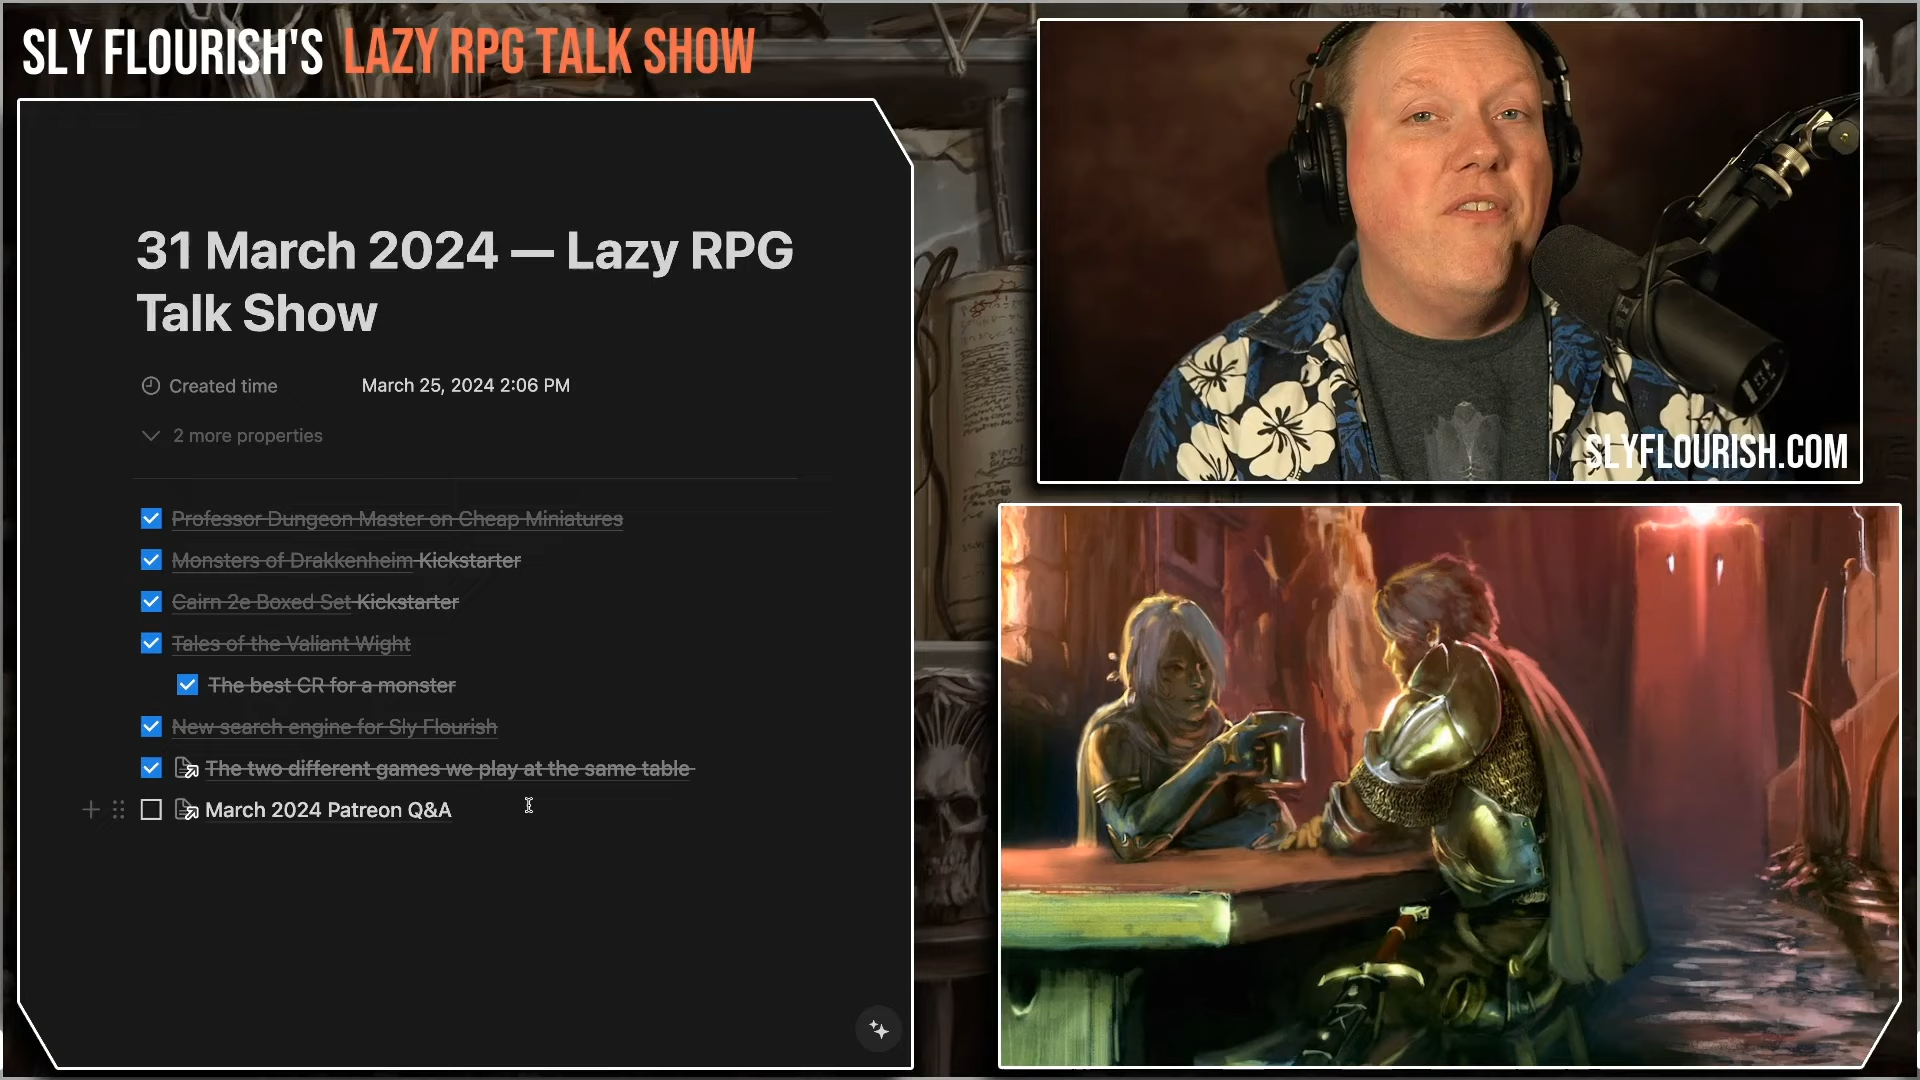 SLY FLOURISH'S LAZY RPG TALK SHOW
31 March 2024 — Lazy RPG
Talk Show
Created time March 25, 2024 2:06 PM
2 more properties
Professor Dungeon Master on Cheap Miniatures
Monsters of Drakkenheim Kickstarter
Cairn 2e Boxed Set Kickstarter
Tales of the Valiant Wight
The best CR for a monster
New search engine for Sly Flourish
The two different games we play at the same table
March 2024 Patreon Q&A
SLYFLOURISH.COM